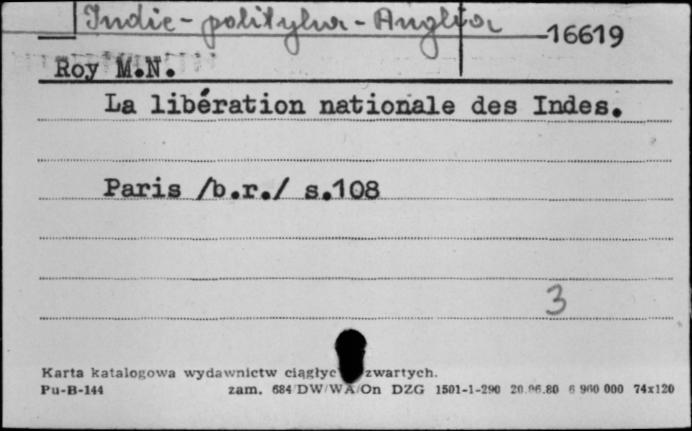 Indie - polityka - Anglia
-16619
Roy M.N.
La libération nationale des Indes.
Paris /b.r./ s.108
3
Karta katalogowa wydawnictw ciągłyc zwartych.
Pu-B-144 zam. 684/DW/WA/On DZG 1501-1-290 20.06.80 6 960 000 74x120